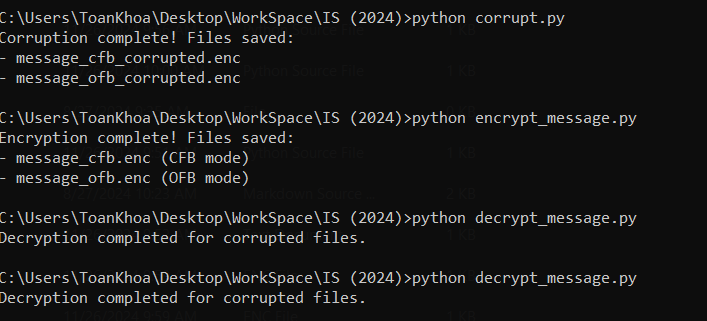 C:\Users\ToanKhoa\Desktop\WorkSpace\IS (2024)>python corrupt.py
Corruption complete! Files saved:
- message_cfb_corrupted.enc
- message_ofb_corrupted.enc
C:\Users\ToanKhoa\Desktop\WorkSpace\IS (2024)>python encrypt_message.py
Encryption complete! Files saved:
- message_cfb.enc (CFB mode)
- message_ofb.enc (OFB mode)
C:\Users\ToanKhoa\Desktop\WorkSpace\IS (2024)>python decrypt_message.py
Decryption completed for corrupted files.
C:\Users\ToanKhoa\Desktop\WorkSpace\IS (2024)>python decrypt_message.py
Decryption completed for corrupted files.